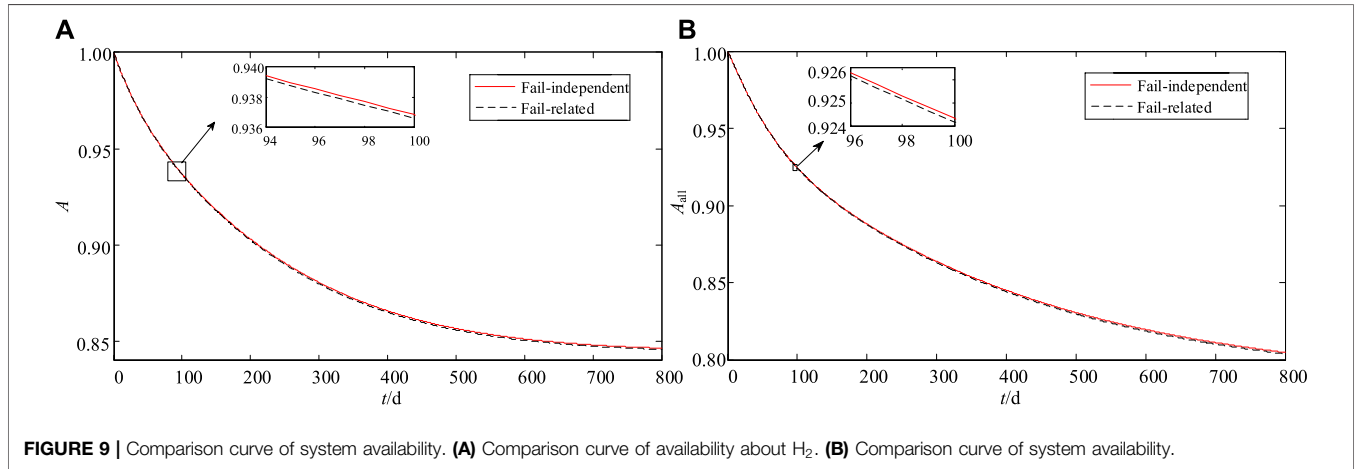 A
1.00
0.95
0.90
0.85
A
0 100 200 300 400 500 600 700 800
t/d
0.940
0.938
0.936
94 96 98 100
Fail-independent
Fail-related
B
1.00
0.95
0.90
0.85
0.80
A_all
0 100 200 300 400 500 600 700 800
t/d
0.926
0.925
0.924
96 98 100
Fail-independent
Fail-related
FIGURE 9 | Comparison curve of system availability. (A) Comparison curve of availability about H₂. (B) Comparison curve of system availability.